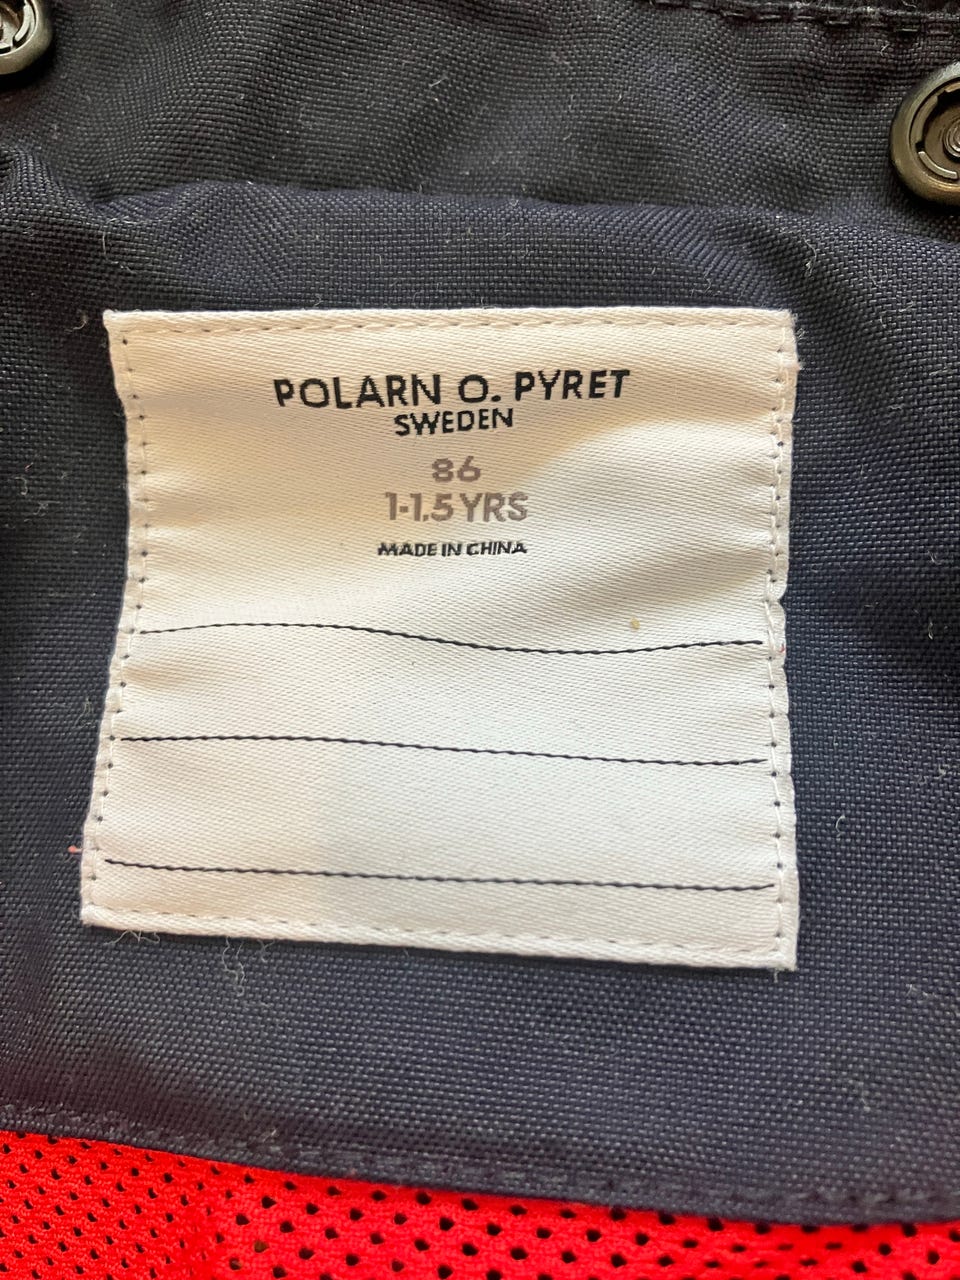 POLARN O. PYRET
SWEDEN
86
1-1.5 YRS
MADE IN CHINA